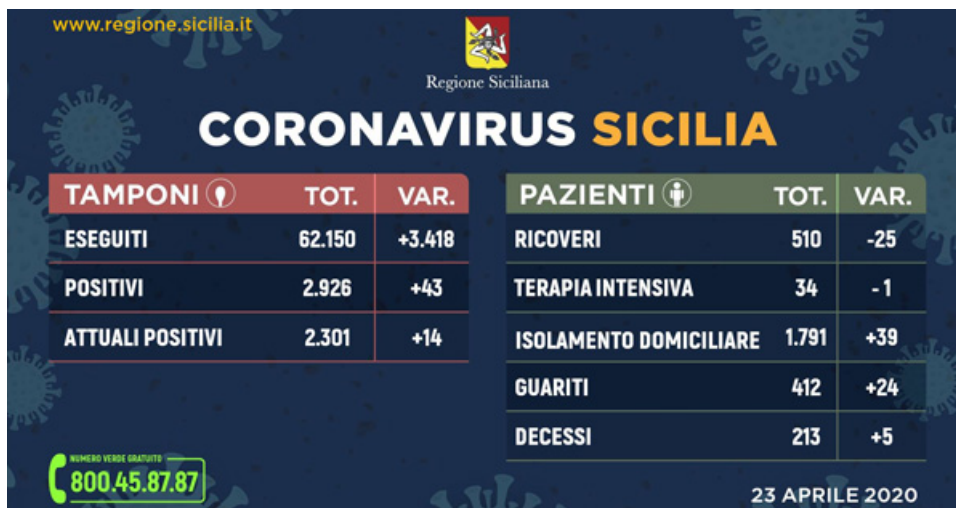 www.regione.sicilia.it
Regione Siciliana
CORONAVIRUS SICILIA
TAMPONI TOT. VAR.
ESEGUITI 62.150 +3.418
POSITIVI 2.926 +43
ATTUALI POSITIVI 2.301 +14
PAZIENTI TOT. VAR.
RICOVERI 510 -25
TERAPIA INTENSIVA 34 -1
ISOLAMENTO DOMICILIARE 1.791 +39
GUARITI 412 +24
DECESSI 213 +5
NUMERO VERDE GRATUITO
800.45.87.87
23 APRILE 2020